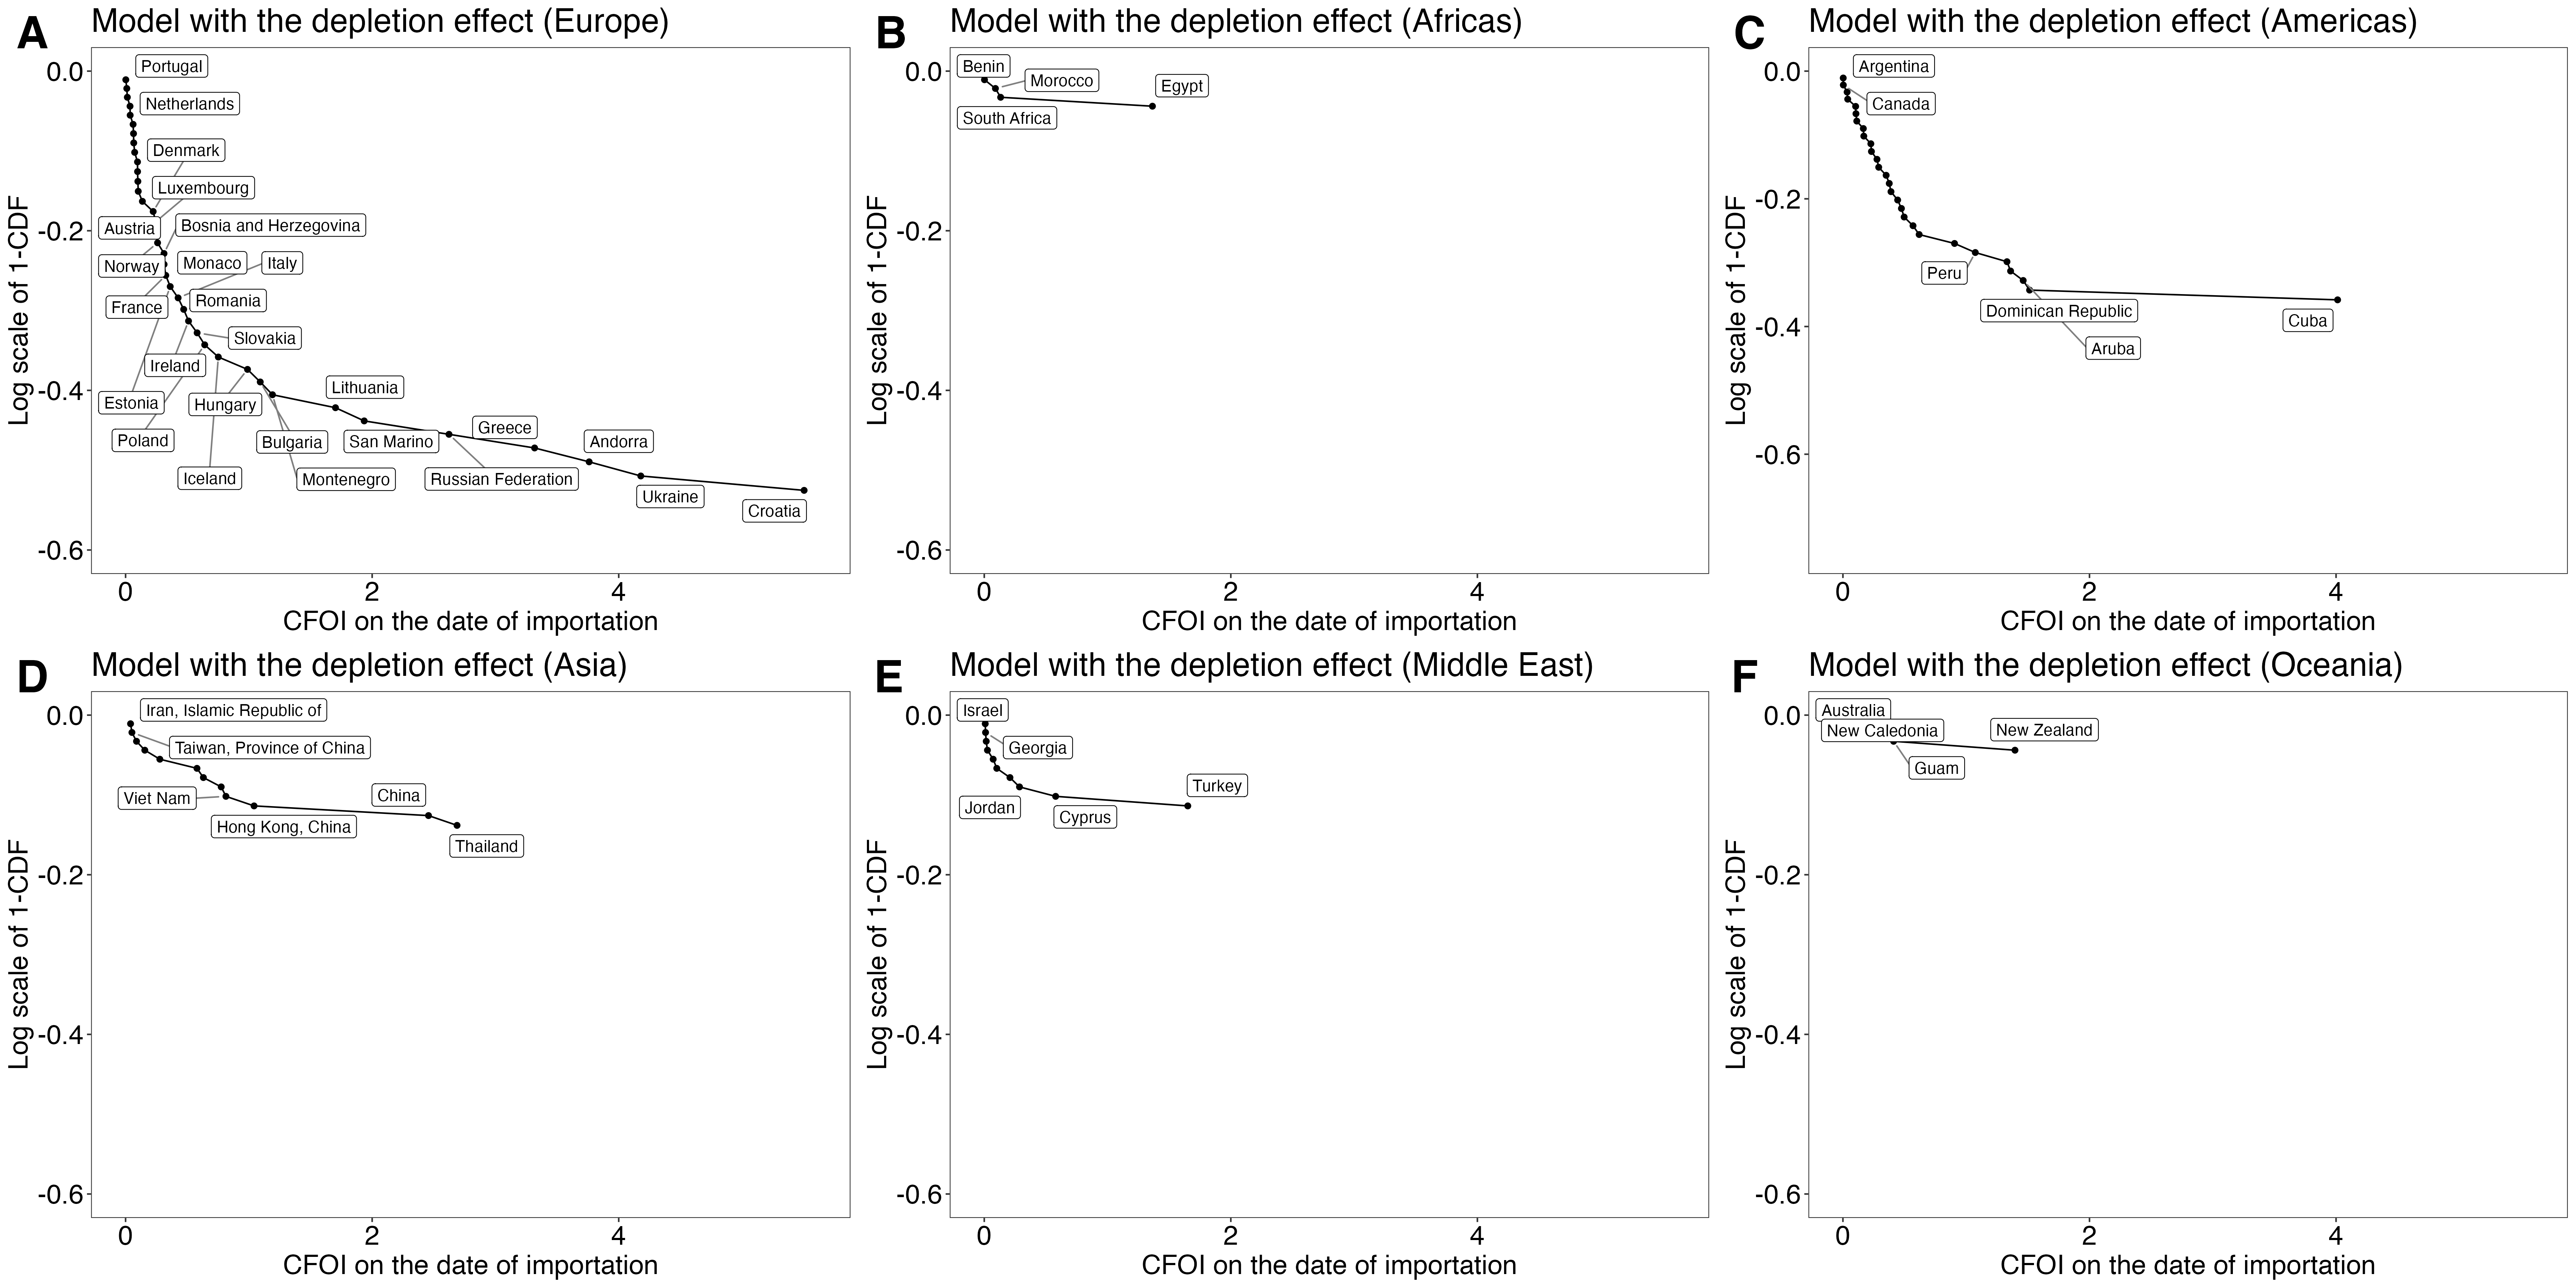 A
Model with the depletion effect (Europe)
Log scale of 1-CDF
0.0
-0.2
-0.4
-0.6
Portugal
Netherlands
Denmark
Luxembourg
Austria
Bosnia and Herzegovina
Norway
Monaco
Italy
France
Romania
Slovakia
Ireland
Estonia
Hungary
Lithuania
Poland
Bulgaria
San Marino
Greece
Andorra
Iceland
Montenegro
Russian Federation
Ukraine
Croatia
0
2
4
CFOI on the date of importation
B
Model with the depletion effect (Africas)
Log scale of 1-CDF
0.0
-0.2
-0.4
-0.6
Benin
Morocco
Egypt
South Africa
0
2
4
CFOI on the date of importation
C
Model with the depletion effect (Americas)
Log scale of 1-CDF
0.0
-0.2
-0.4
-0.6
Argentina
Canada
Peru
Dominican Republic
Cuba
Aruba
0
2
4
CFOI on the date of importation
D
Model with the depletion effect (Asia)
Log scale of 1-CDF
0.0
-0.2
-0.4
-0.6
Iran, Islamic Republic of
Taiwan, Province of China
Viet Nam
China
Hong Kong, China
Thailand
0
2
4
CFOI on the date of importation
E
Model with the depletion effect (Middle East)
Log scale of 1-CDF
0.0
-0.2
-0.4
-0.6
Israel
Georgia
Turkey
Jordan
Cyprus
0
2
4
CFOI on the date of importation
F
Model with the depletion effect (Oceania)
Log scale of 1-CDF
0.0
-0.2
-0.4
-0.6
Australia
New Caledonia
New Zealand
Guam
0
2
4
CFOI on the date of importation